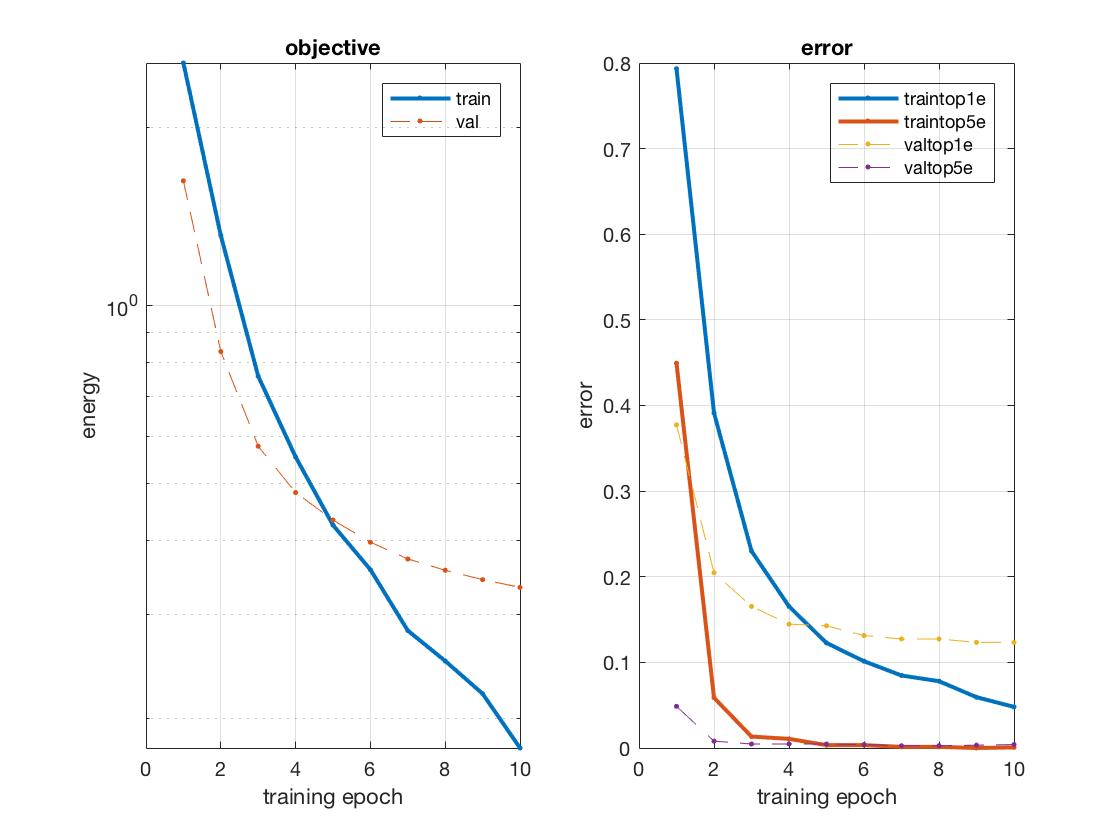 objective
train
val
10^0
energy
0 2 4 6 8 10
training epoch
error
traintop1e
traintop5e
valtop1e
valtop5e
0.8
0.7
0.6
0.5
0.4
0.3
0.2
0.1
0
error
0 2 4 6 8 10
training epoch